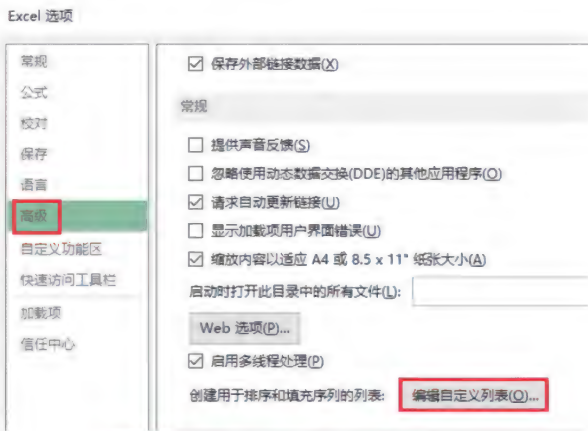 Excel 选项
常规
公式
校对
保存
语言
高级
自定义功能区
快速访问工具栏
加载项
信任中心
保存外部链接数据(X)
常规
提供声音反馈(S)
忽略使用动态数据交换(DDE)的其他应用程序(O)
请求自动更新链接(U)
显示加载项用户界面错误(U)
缩放内容以适应 A4 或 8.5 x 11" 纸张大小(A)
启动时打开此目录中的所有文件(L):
Web 选项(P)...
启用多线程处理(P)
创建用于排序和填充序列的列表: 编辑自定义列表(O)...